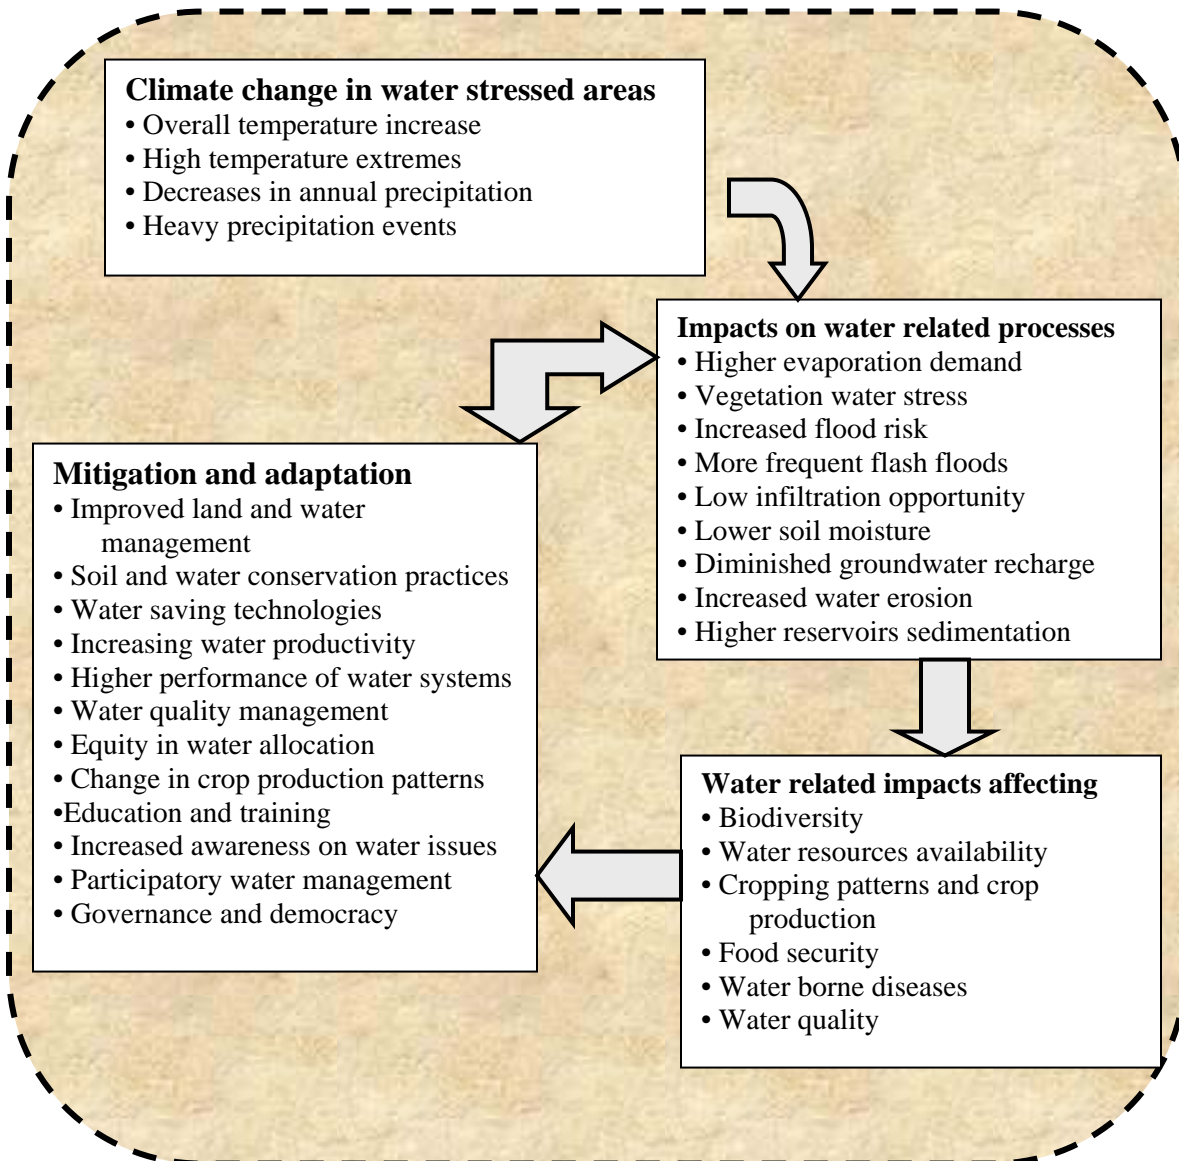 Climate change in water stressed areas
• Overall temperature increase
• High temperature extremes
• Decreases in annual precipitation
• Heavy precipitation events
Impacts on water related processes
• Higher evaporation demand
• Vegetation water stress
• Increased flood risk
• More frequent flash floods
• Low infiltration opportunity
• Lower soil moisture
• Diminished groundwater recharge
• Increased water erosion
• Higher reservoirs sedimentation
Mitigation and adaptation
• Improved land and water
management
• Soil and water conservation practices
• Water saving technologies
• Increasing water productivity
• Higher performance of water systems
• Water quality management
• Equity in water allocation
• Change in crop production patterns
•Education and training
• Increased awareness on water issues
• Participatory water management
• Governance and democracy
Water related impacts affecting
• Biodiversity
• Water resources availability
• Cropping patterns and crop
production
• Food security
• Water borne diseases
• Water quality